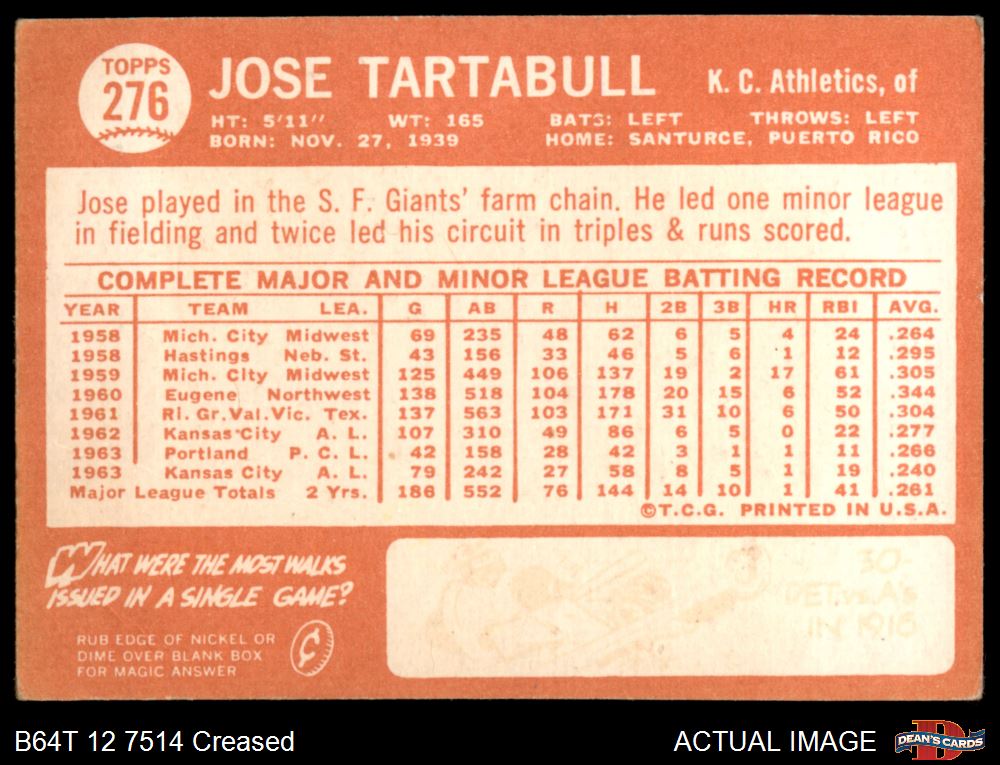 TOPPS
276
JOSE TARTABULL
K. C. Athletics, of
HT: 5'11" WT: 165 BATS: LEFT THROWS: LEFT
BORN: NOV. 27, 1939 HOME: SANTURCE, PUERTO RICO
Jose played in the S. F. Giants' farm chain. He led one minor league
in fielding and twice led his circuit in triples & runs scored.
COMPLETE MAJOR AND MINOR LEAGUE BATTING RECORD
YEAR TEAM LEA. G AB R H 2B 3B HR RBI AVG.
1958 Mich. City Midwest 69 235 48 62 6 5 4 24 .264
1958 Hastings Neb. St. 43 156 33 46 5 6 1 12 .295
1959 Mich. City Midwest 125 449 106 137 19 2 17 61 .305
1960 Eugene Northwest 138 518 104 178 20 15 6 52 .344
1961 Ri. Gr. Val. Vic. Tex. 137 563 103 171 31 10 6 50 .304
1962 Kansas City A. L. 107 310 49 86 6 5 0 22 .277
1963 Portland P. C. L. 42 158 28 42 3 1 1 11 .266
1963 Kansas City A. L. 79 242 27 58 8 5 1 19 .240
Major League Totals 2 Yrs. 186 552 76 144 14 10 1 41 .261
©T.C.G. PRINTED IN U.S.A.
WHAT WERE THE MOST WALKS
ISSUED IN A SINGLE GAME?
RUB EDGE OF NICKEL OR
DIME OVER BLANK BOX
FOR MAGIC ANSWER
30-
DET. vs. A's
IN 1916
B64T 12 7514 Creased
ACTUAL IMAGE
DEAN'S CARDS